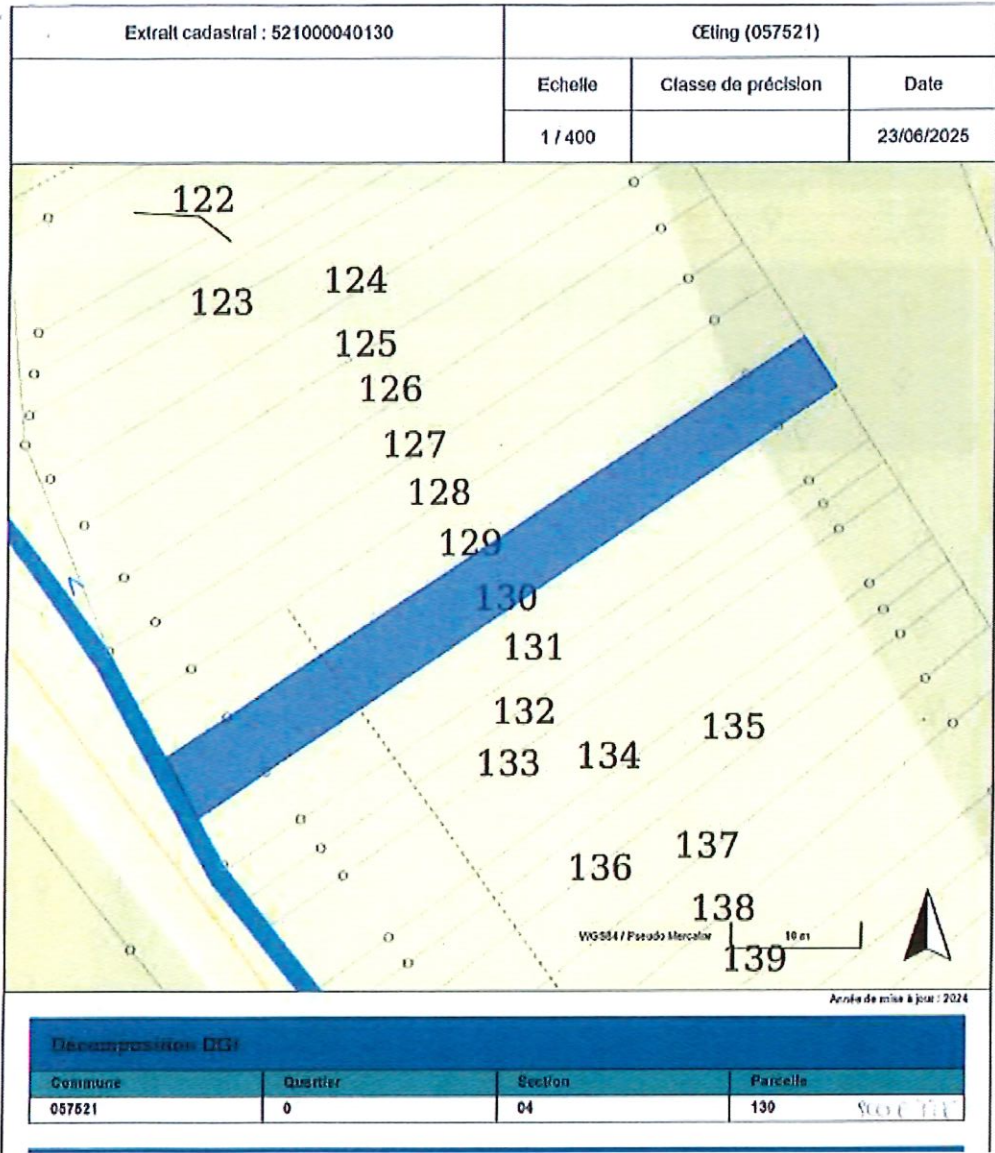 Extrait cadastral : 521000040130
Œting (057521)
Echelle
Classe de précision
Date
1 / 400
23/06/2025
122
123
124
125
126
127
128
129
130
131
132
133
134
135
136
137
138
139
WGS84 / Pseudo Mercator
10 m
Année de mise à jour : 2024
Décomposition DGI
Commune
Quartier
Section
Parcelle
057521
0
04
130